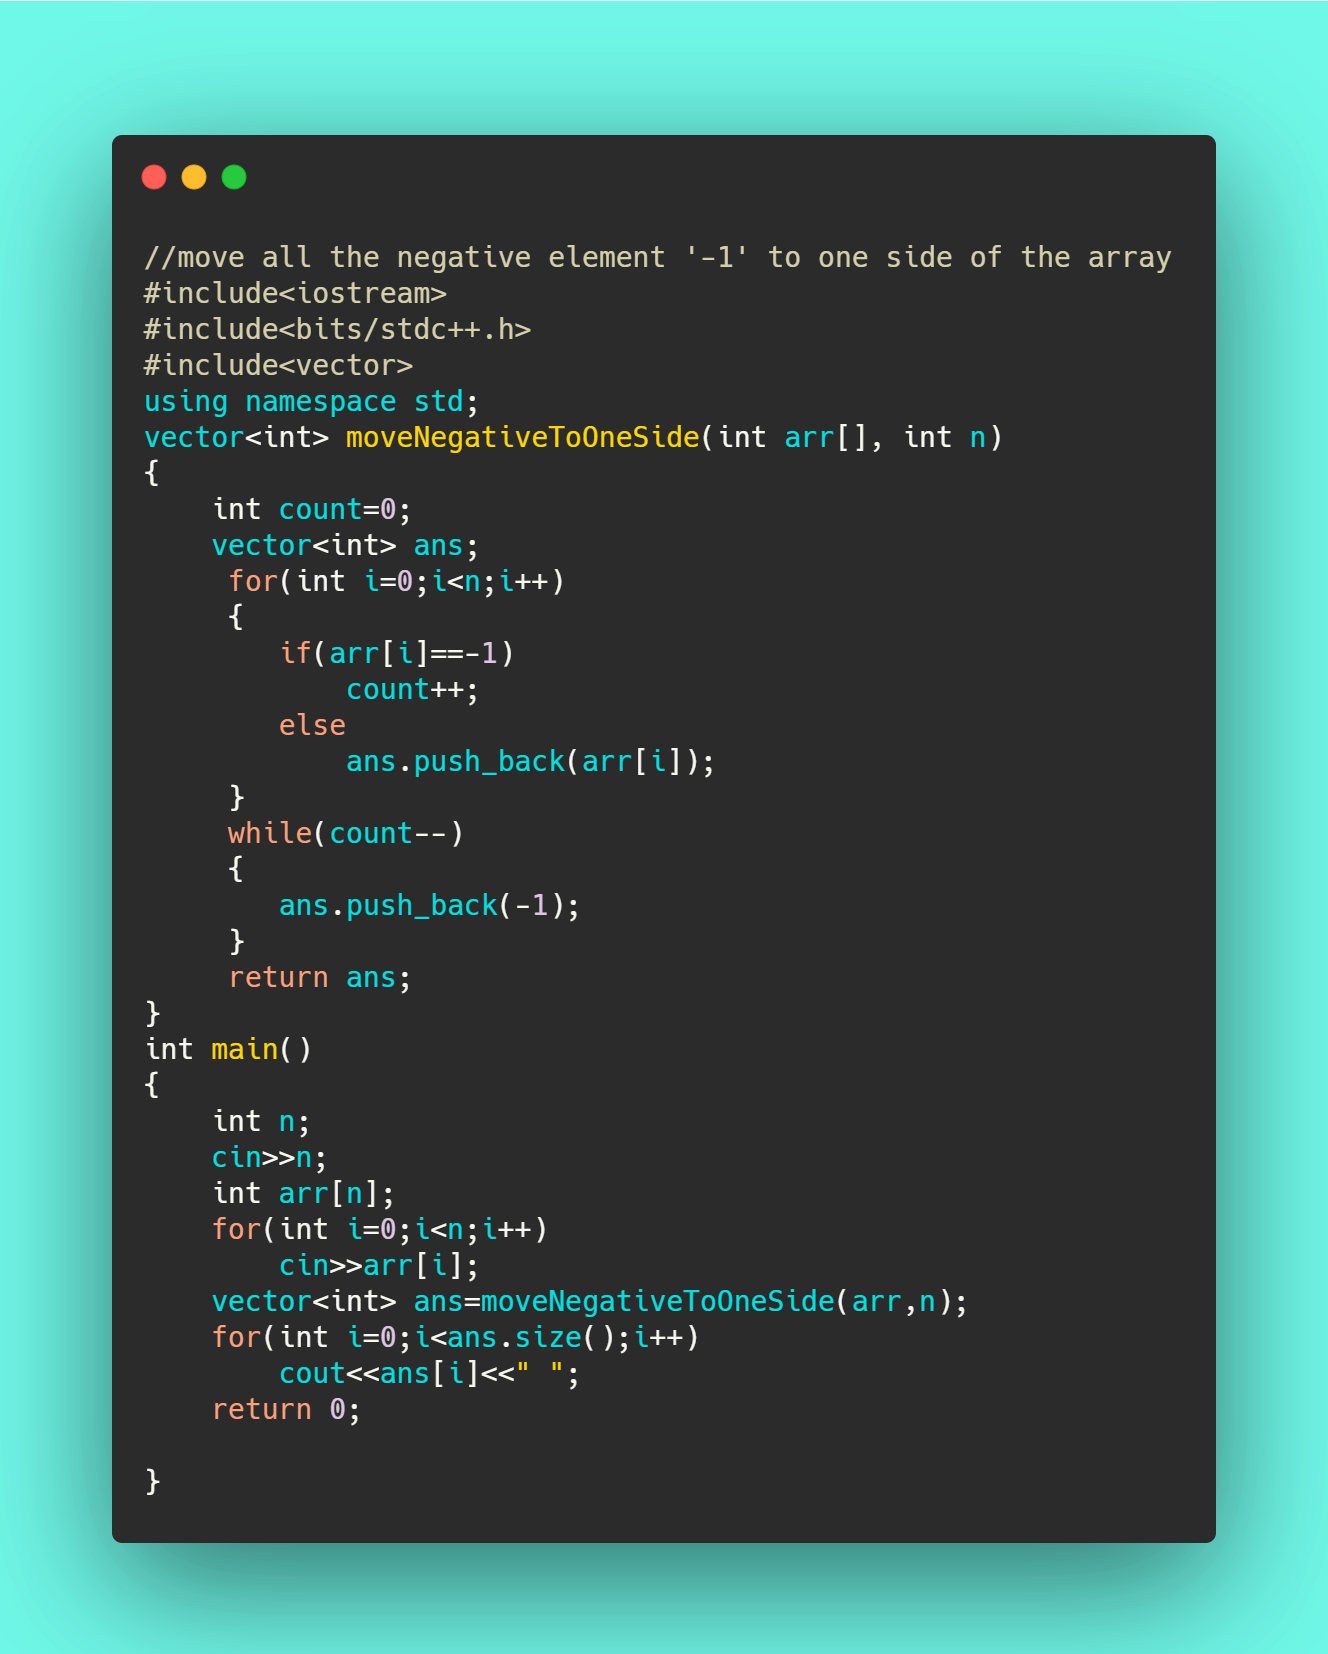 //move all the negative element '-1' to one side of the array
#include<iostream>
#include<bits/stdc++.h>
#include<vector>
using namespace std;
vector<int> moveNegativeToOneSide(int arr[], int n)
{
    int count=0;
    vector<int> ans;
     for(int i=0;i<n;i++)
     {
        if(arr[i]==-1)
            count++;
        else
            ans.push_back(arr[i]);
     }
     while(count--)
     {
        ans.push_back(-1);
     }
     return ans;
}
int main()
{
    int n;
    cin>>n;
    int arr[n];
    for(int i=0;i<n;i++)
        cin>>arr[i];
    vector<int> ans=moveNegativeToOneSide(arr,n);
    for(int i=0;i<ans.size();i++)
        cout<<ans[i]<<" ";
    return 0;

}